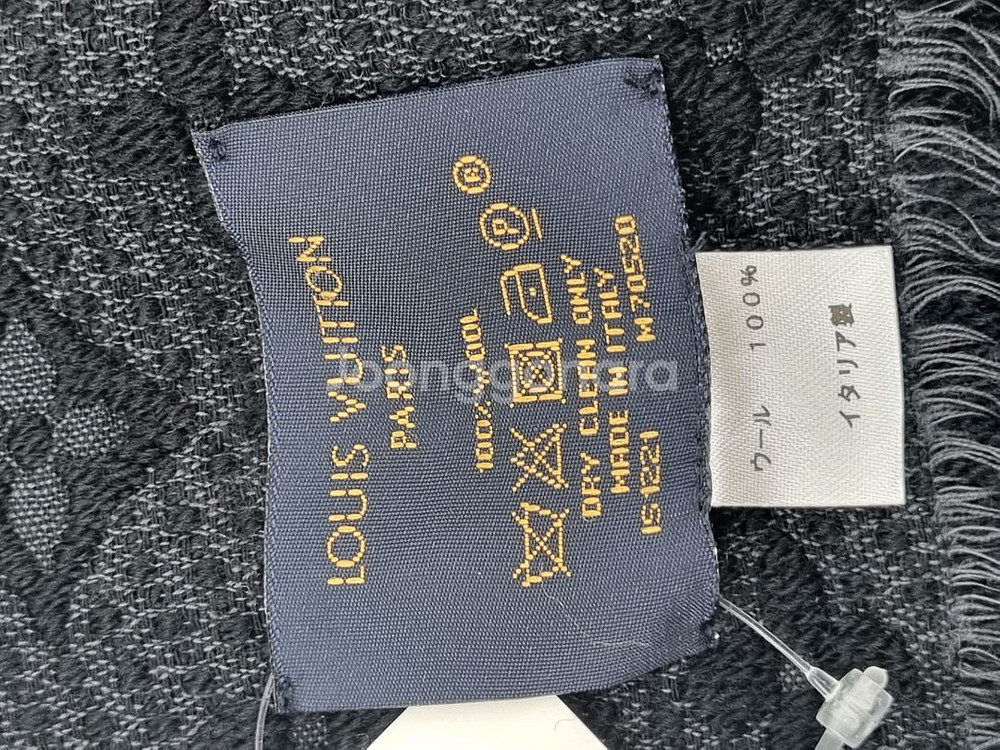 LOUIS VUITTON
PARIS
100% WOOL
P
DRY CLEAN ONLY
MADE IN ITALY
IS1221 M70520
ウール 100%
イタリア製